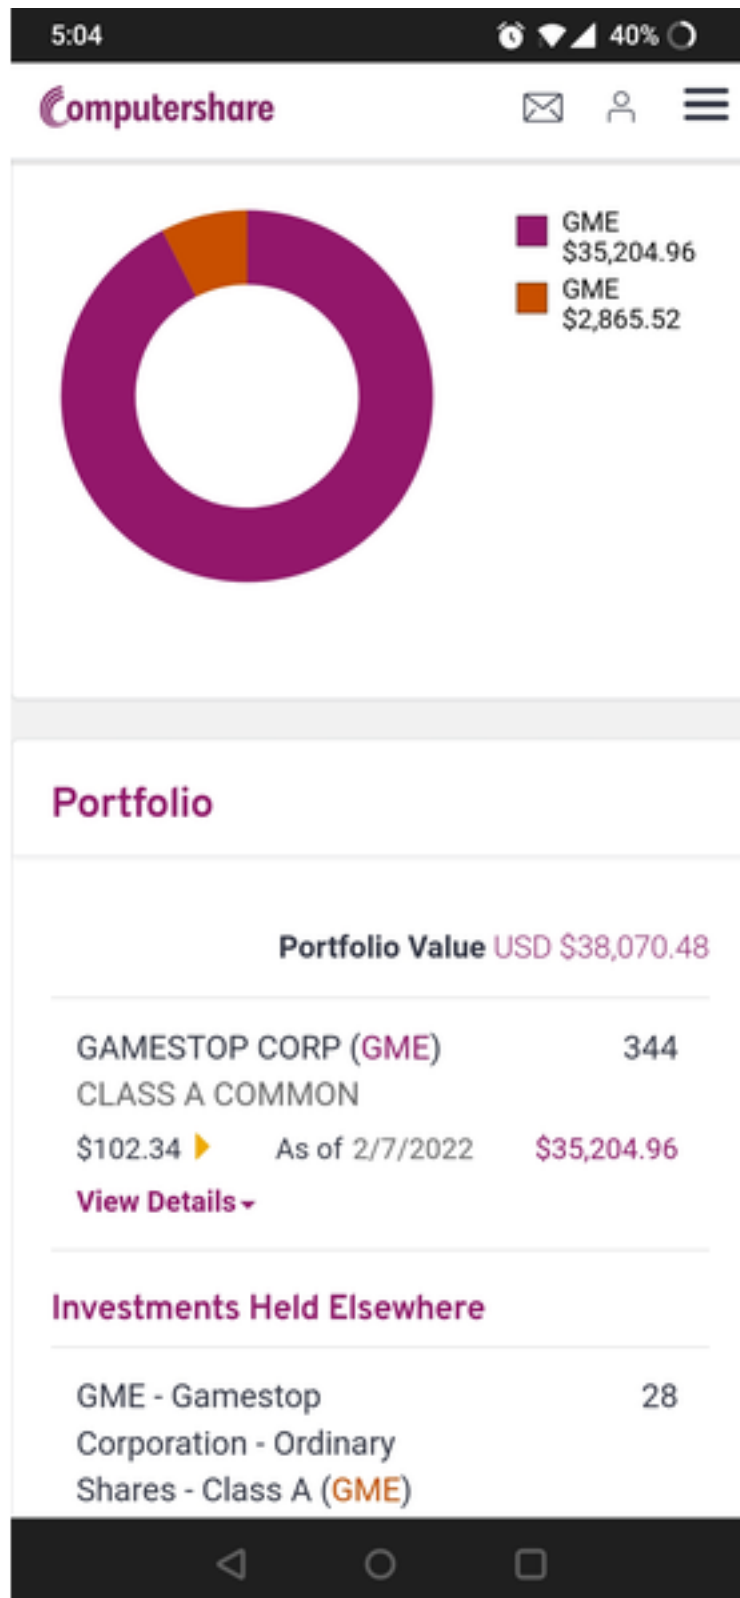 5:04 40%
Computershare
GME
$35,204.96
GME
$2,865.52
Portfolio
Portfolio Value USD $38,070.48
GAMESTOP CORP (GME) 344
CLASS A COMMON
$102.34 As of 2/7/2022 $35,204.96
View Details
Investments Held Elsewhere
GME - Gamestop 28
Corporation - Ordinary
Shares - Class A (GME)